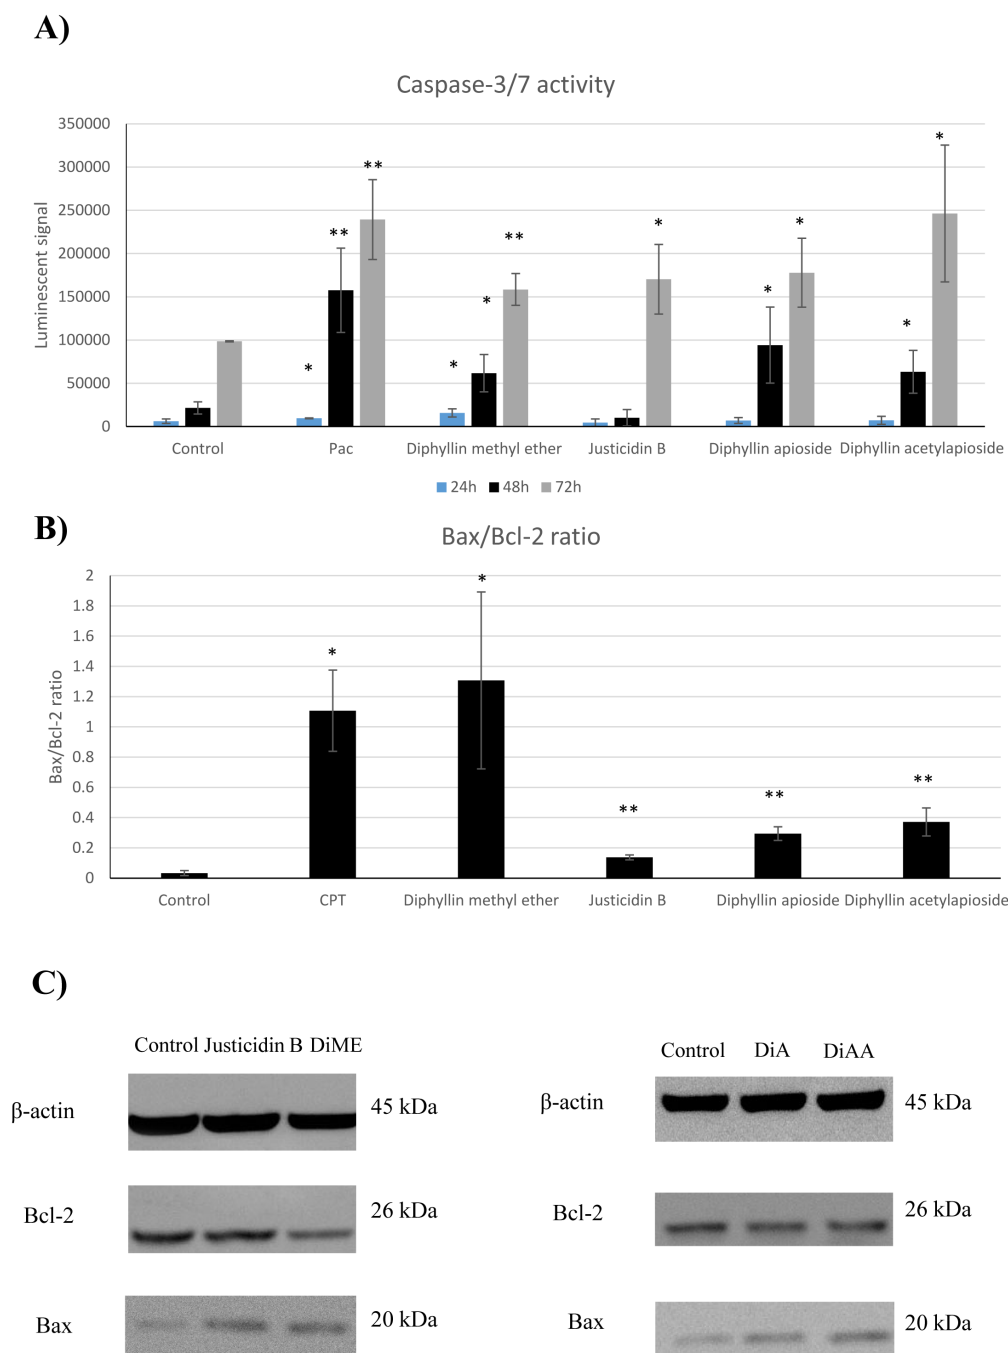 A)
Caspase-3/7 activity
350000
300000
250000
200000
150000
100000
50000
0
Luminescent signal
* ** **
* * **
*
* *
* *
Control Pac Diphyllin methyl ether Justicidin B Diphyllin apioside Diphyllin acetylapioside
24h 48h 72h
B)
Bax/Bcl-2 ratio
2
1.8
1.6
1.4
1.2
1
0.8
0.6
0.4
0.2
0
Bax/Bcl-2 ratio
* * ** ** **
Control CPT Diphyllin methyl ether Justicidin B Diphyllin apioside Diphyllin acetylapioside
C)
Control Justicidin B DiME
β-actin 45 kDa
Bcl-2 26 kDa
Bax 20 kDa
Control DiA DiAA
β-actin 45 kDa
Bcl-2 26 kDa
Bax 20 kDa